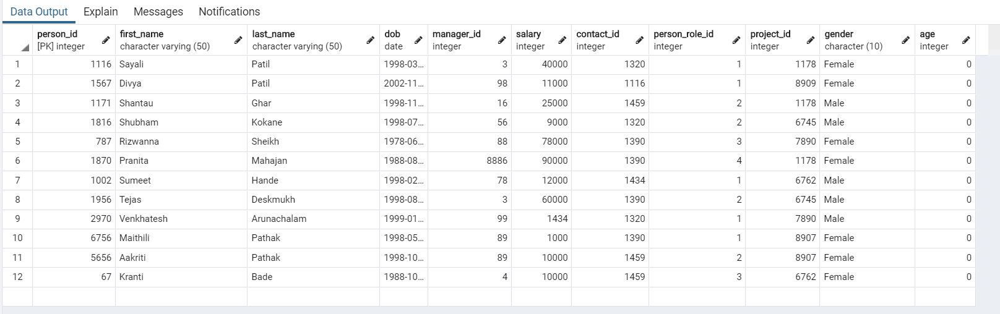 Data Output Explain Messages Notifications
person_id first_name last_name dob manager_id salary contact_id person_role_id project_id gender age
[PK] integer character varying (50) character varying (50) date integer integer integer integer integer character (10) integer
1 1116 Sayali Patil 1998-03... 3 40000 1320 1 1178 Female 0
2 1567 Divya Patil 2002-11... 98 11000 1116 1 8909 Female 0
3 1171 Shantau Ghar 1998-11... 16 25000 1459 2 1178 Male 0
4 1816 Shubham Kokane 1998-07... 56 9000 1320 2 6745 Male 0
5 787 Rizwanna Sheikh 1978-06... 88 78000 1390 3 7890 Female 0
6 1870 Pranita Mahajan 1988-08... 8886 90000 1390 4 1178 Female 0
7 1002 Sumeet Hande 1998-02... 78 12000 1434 1 6762 Male 0
8 1956 Tejas Deskmukh 1998-08... 3 60000 1390 2 6745 Male 0
9 2970 Venkhatesh Arunachalam 1999-01... 99 1434 1320 1 7890 Male 0
10 6756 Maithili Pathak 1998-05... 89 1000 1390 1 8907 Female 0
11 5656 Aakriti Pathak 1998-10... 89 10000 1459 2 8907 Female 0
12 67 Kranti Bade 1988-10... 4 10000 1459 3 6762 Female 0